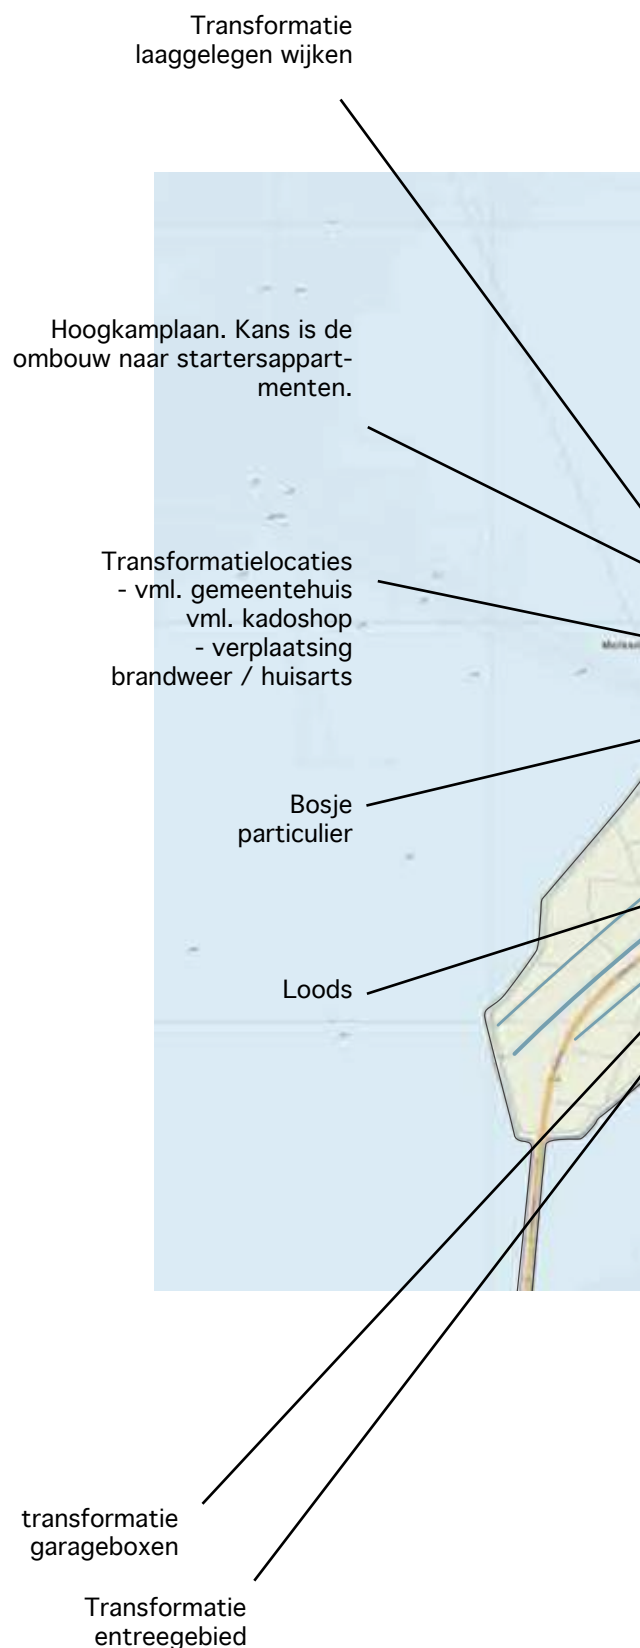 Transformatie
laaggelegen wijken
Hoogkamplaan. Kans is de
ombouw naar startersappart-
menten.
Transformatielocaties
- vml. gemeentehuis
vml. kadoshop
- verplaatsing
brandweer / huisarts
Bosje
particulier
Loods
transformatie
garageboxen
Transformatie
entreegebied